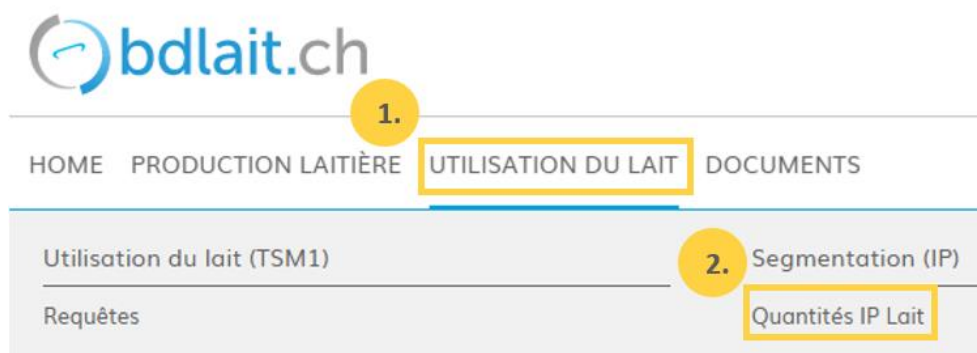 bdlait.ch
1.
HOME PRODUCTION LAITIÈRE UTILISATION DU LAIT DOCUMENTS
Utilisation du lait (TSM1) 2. Segmentation (IP)
Requêtes Quantités IP Lait